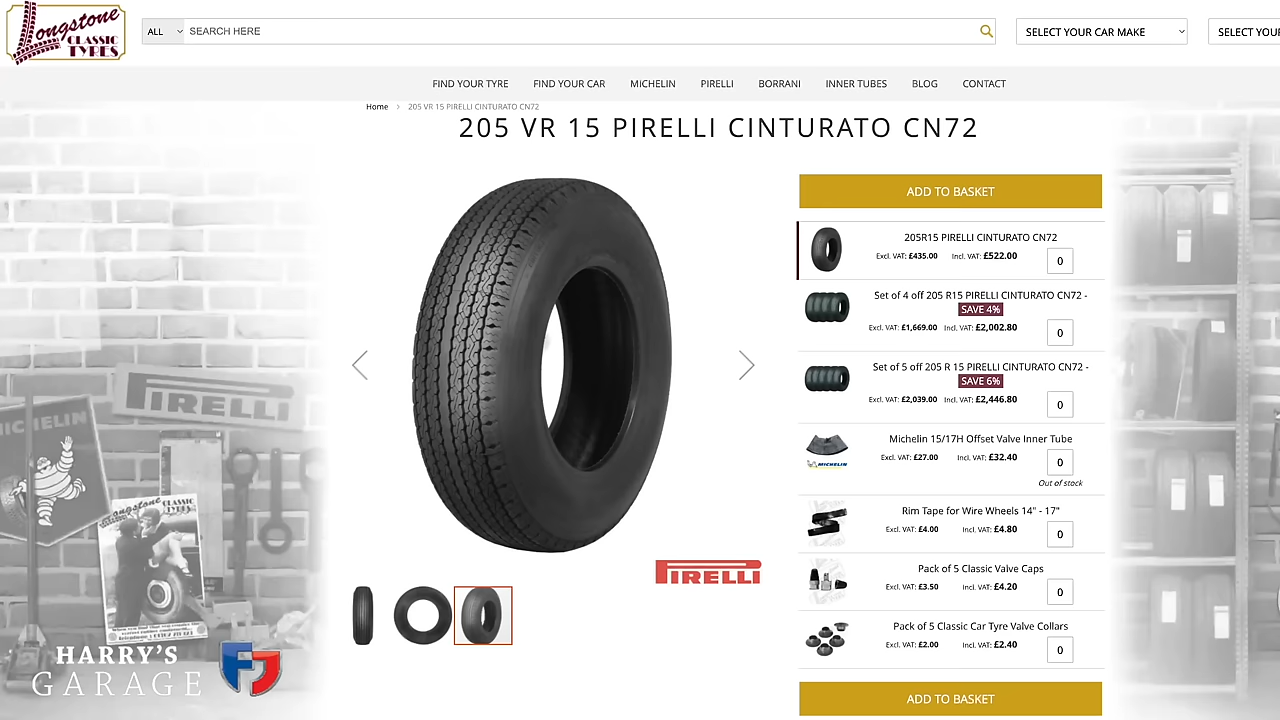 Longstone
CLASSIC
TYRES
ALL
SEARCH HERE
SELECT YOUR CAR MAKE
SELECT YOU
FIND YOUR TYRE
FIND YOUR CAR
MICHELIN
PIRELLI
BORRANI
INNER TUBES
BLOG
CONTACT
Home > 205 VR 15 PIRELLI CINTURATO CN72
205 VR 15 PIRELLI CINTURATO CN72
ADD TO BASKET
205R15 PIRELLI CINTURATO CN72
Excl. VAT: £435.00 Incl. VAT: £522.00
0
Set of 4 off 205 R15 PIRELLI CINTURATO CN72 -
SAVE 4%
Excl. VAT: £1,669.00 Incl. VAT: £2,002.80
0
Set of 5 off 205 R 15 PIRELLI CINTURATO CN72 -
SAVE 6%
Excl. VAT: £2,039.00 Incl. VAT: £2,446.80
0
Michelin 15/17H Offset Valve Inner Tube
Excl. VAT: £27.00 Incl. VAT: £32.40
0
MICHELIN
Out of stock
Rim Tape for Wire Wheels 14" - 17"
Excl. VAT: £4.00 Incl. VAT: £4.80
0
Pack of 5 Classic Valve Caps
Excl. VAT: £3.50 Incl. VAT: £4.20
0
Pack of 5 Classic Car Tyre Valve Collars
Excl. VAT: £2.00 Incl. VAT: £2.40
0
ADD TO BASKET
PIRELLI
PIRELLI
MICHELIN
Longstone
CLASSIC
TYRES
HARRY'S
GARAGE